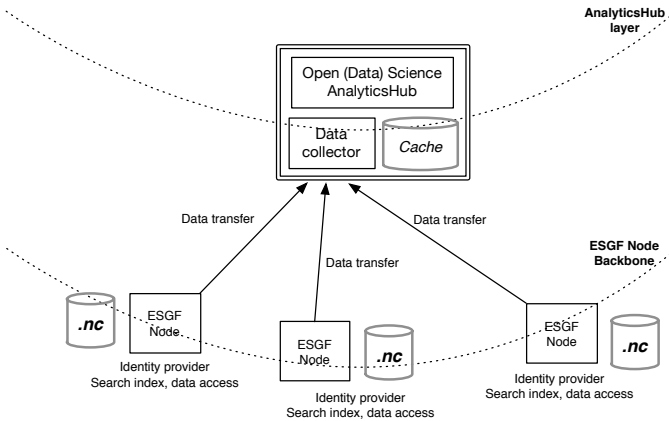 AnalyticsHub
layer
Open (Data) Science
AnalyticsHub
Data
collector
Cache
Data transfer
Data transfer
Data transfer
ESGF Node
Backbone
.nc
ESGF
Node
Identity provider
Search index, data access
ESGF
Node
.nc
Identity provider
Search index, data access
ESGF
Node
.nc
Identity provider
Search index, data access